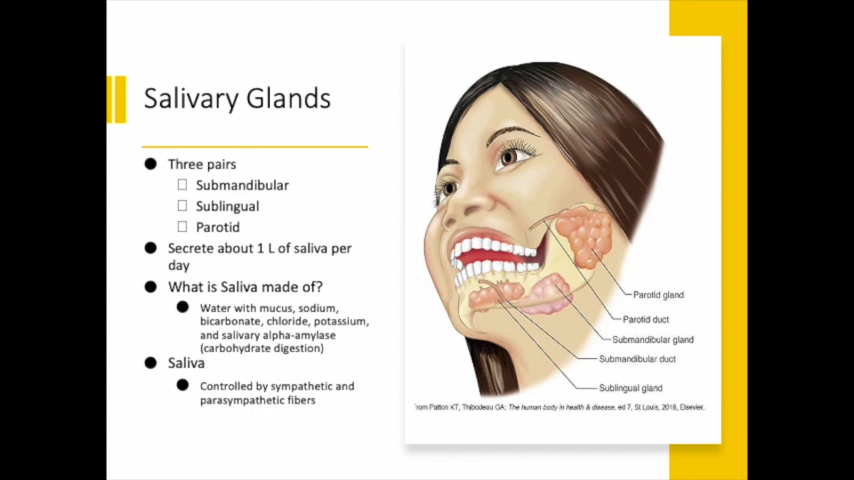 Salivary Glands
Three pairs
Submandibular
Sublingual
Parotid
Secrete about 1 L of saliva per
day
What is Saliva made of?
Water with mucus, sodium,
bicarbonate, chloride, potassium,
and salivary alpha-amylase
(carbohydrate digestion)
Saliva
Controlled by sympathetic and
parasympathetic fibers
Parotid gland
Parotid duct
Submandibular gland
Submandibular duct
Sublingual gland
rom Patton KT, Thibodeau GA: The human body in health & disease, ed 7, St Louis, 2018, Elsevier.